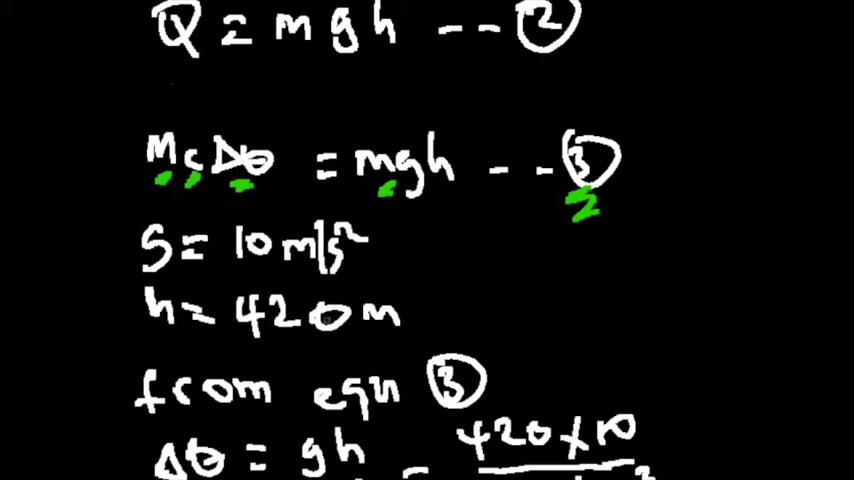 Q = mgh -- ②
mcΔθ = mgh -- ③
g = 10 m/s²
h = 420 m
from eqn ③
Δθ = gh = 420 × 10